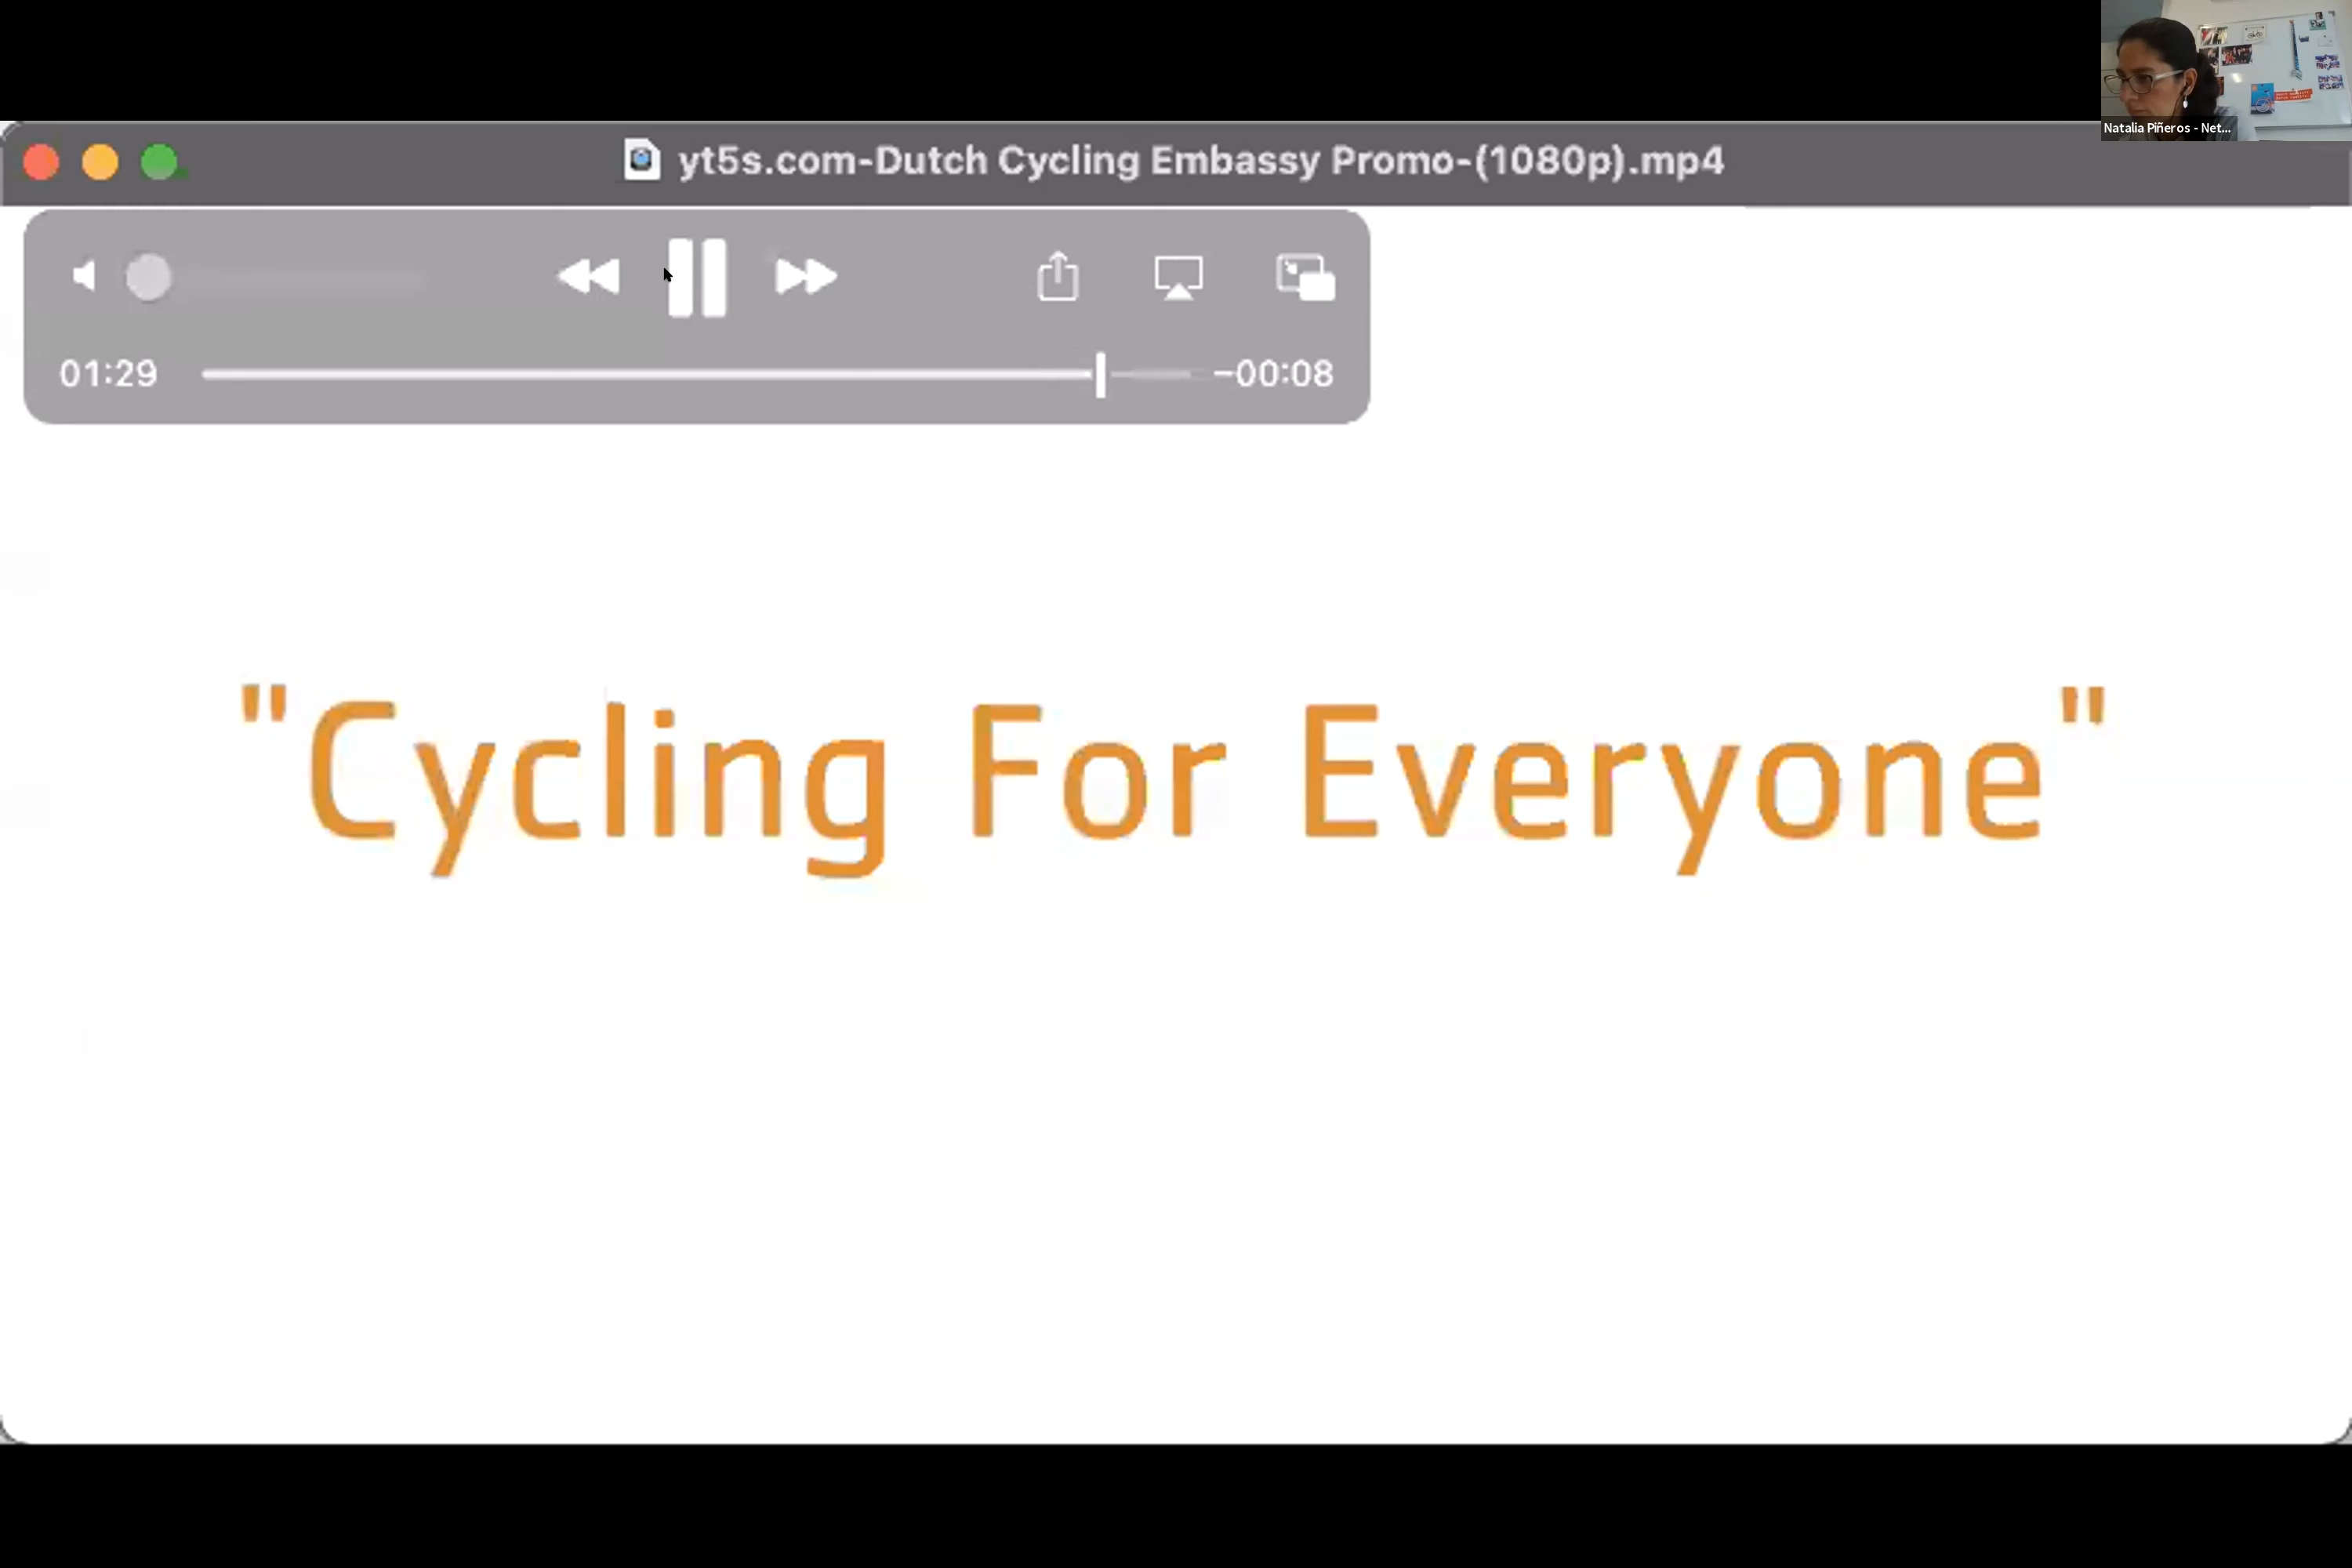 Natalia Piñeros - Net...
yt5s.com-Dutch Cycling Embassy Promo-(1080p).mp4
01:29
-00:08
"Cycling For Everyone"